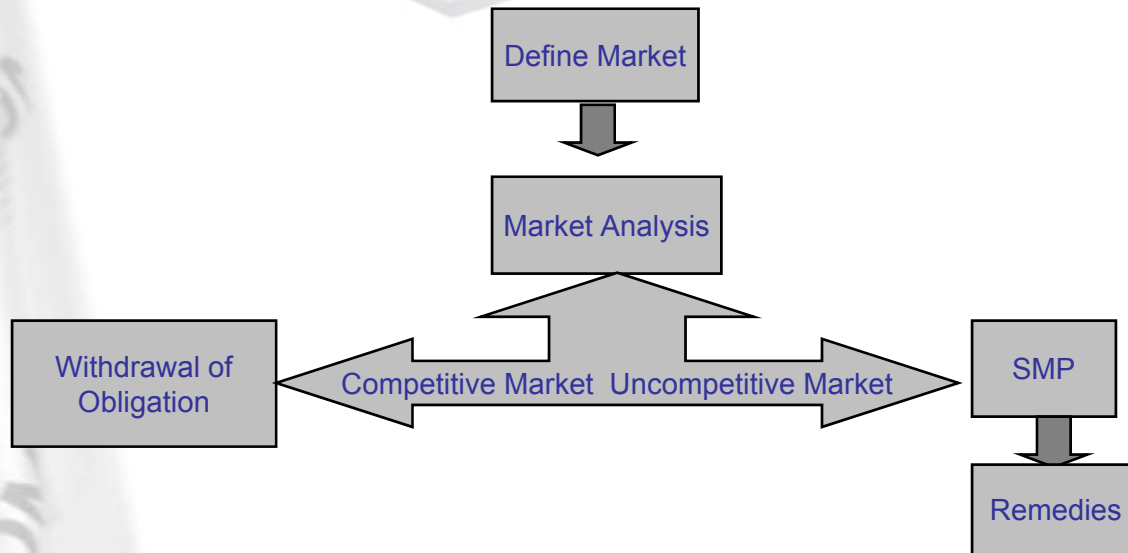 Define Market
Market Analysis
Withdrawal of
Obligation
Competitive Market  Uncompetitive Market
SMP
Remedies